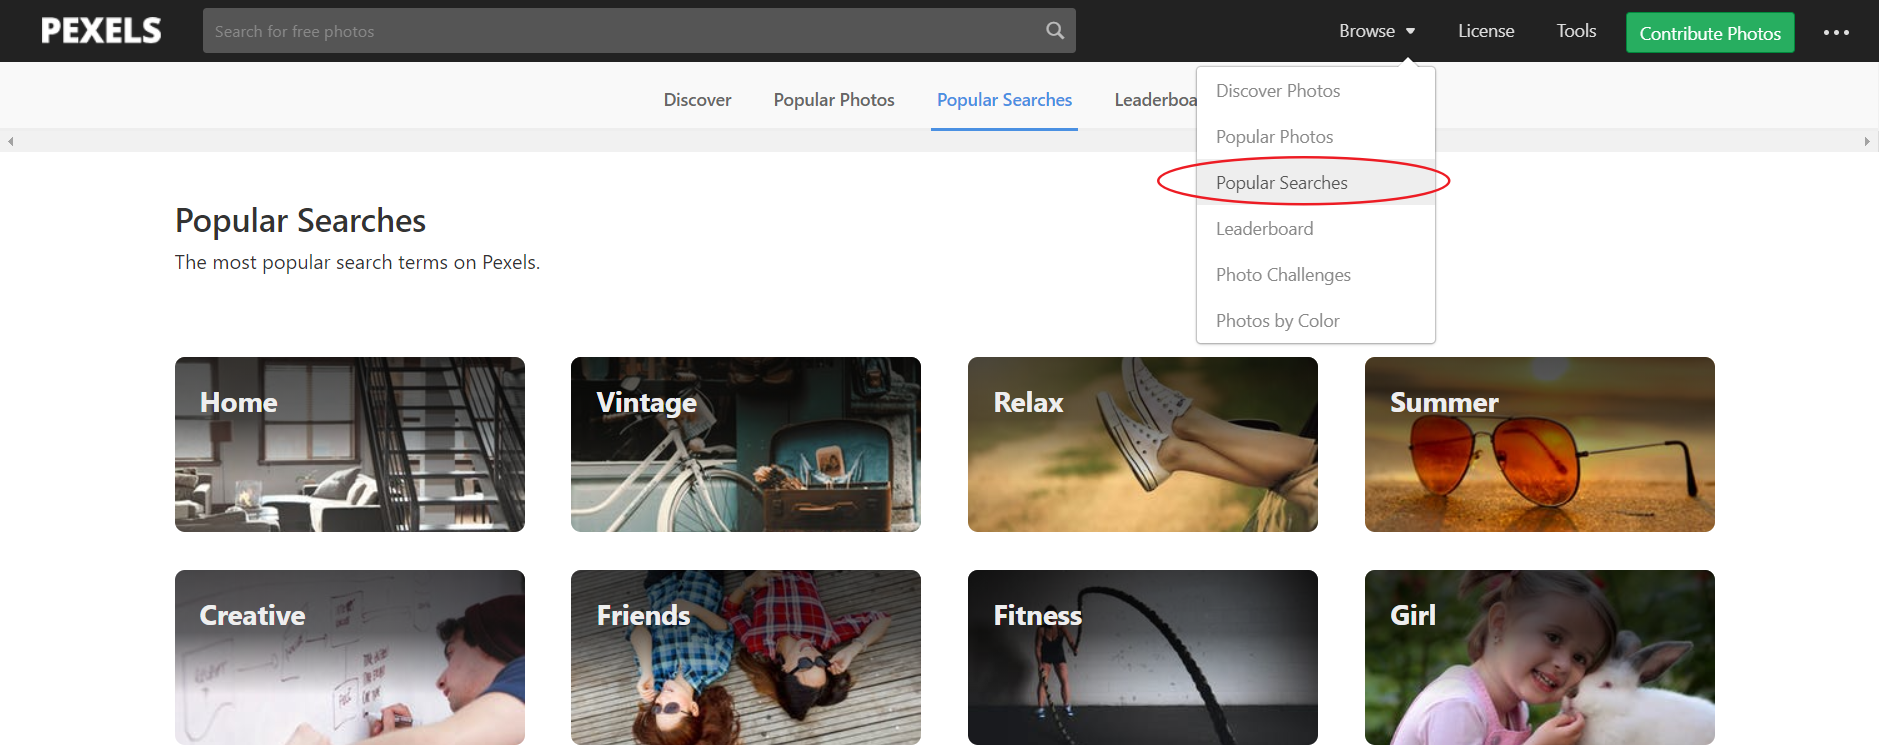 PEXELS
Search for free photos
Browse
License
Tools
Contribute Photos
Discover
Popular Photos
Popular Searches
Leaderboa
Discover Photos
Popular Photos
Popular Searches
Leaderboard
Photo Challenges
Photos by Color
Popular Searches
The most popular search terms on Pexels.
Home
Vintage
Relax
Summer
Creative
Friends
Fitness
Girl